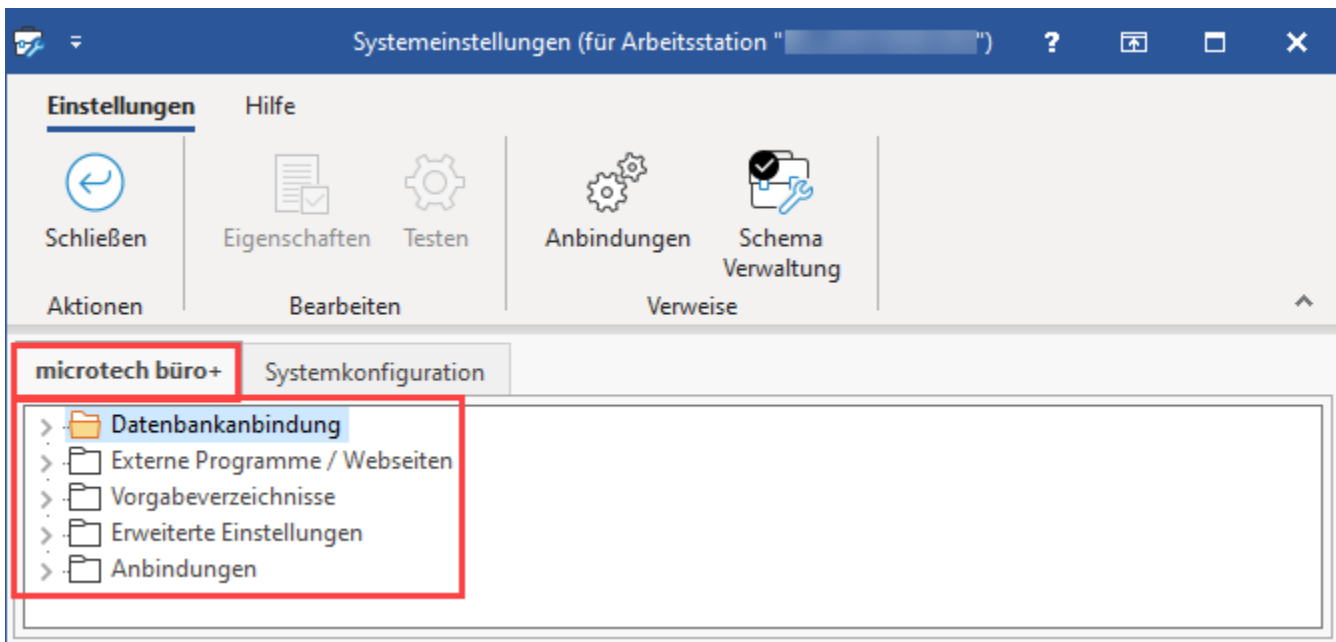 Systemeinstellungen (für Arbeitsstation " ") ?
Einstellungen Hilfe
Schließen Eigenschaften Testen Anbindungen Schema
Verwaltung
Aktionen Bearbeiten Verweise
microtech büro+ Systemkonfiguration
Datenbankanbindung
Externe Programme / Webseiten
Vorgabeverzeichnisse
Erweiterte Einstellungen
Anbindungen